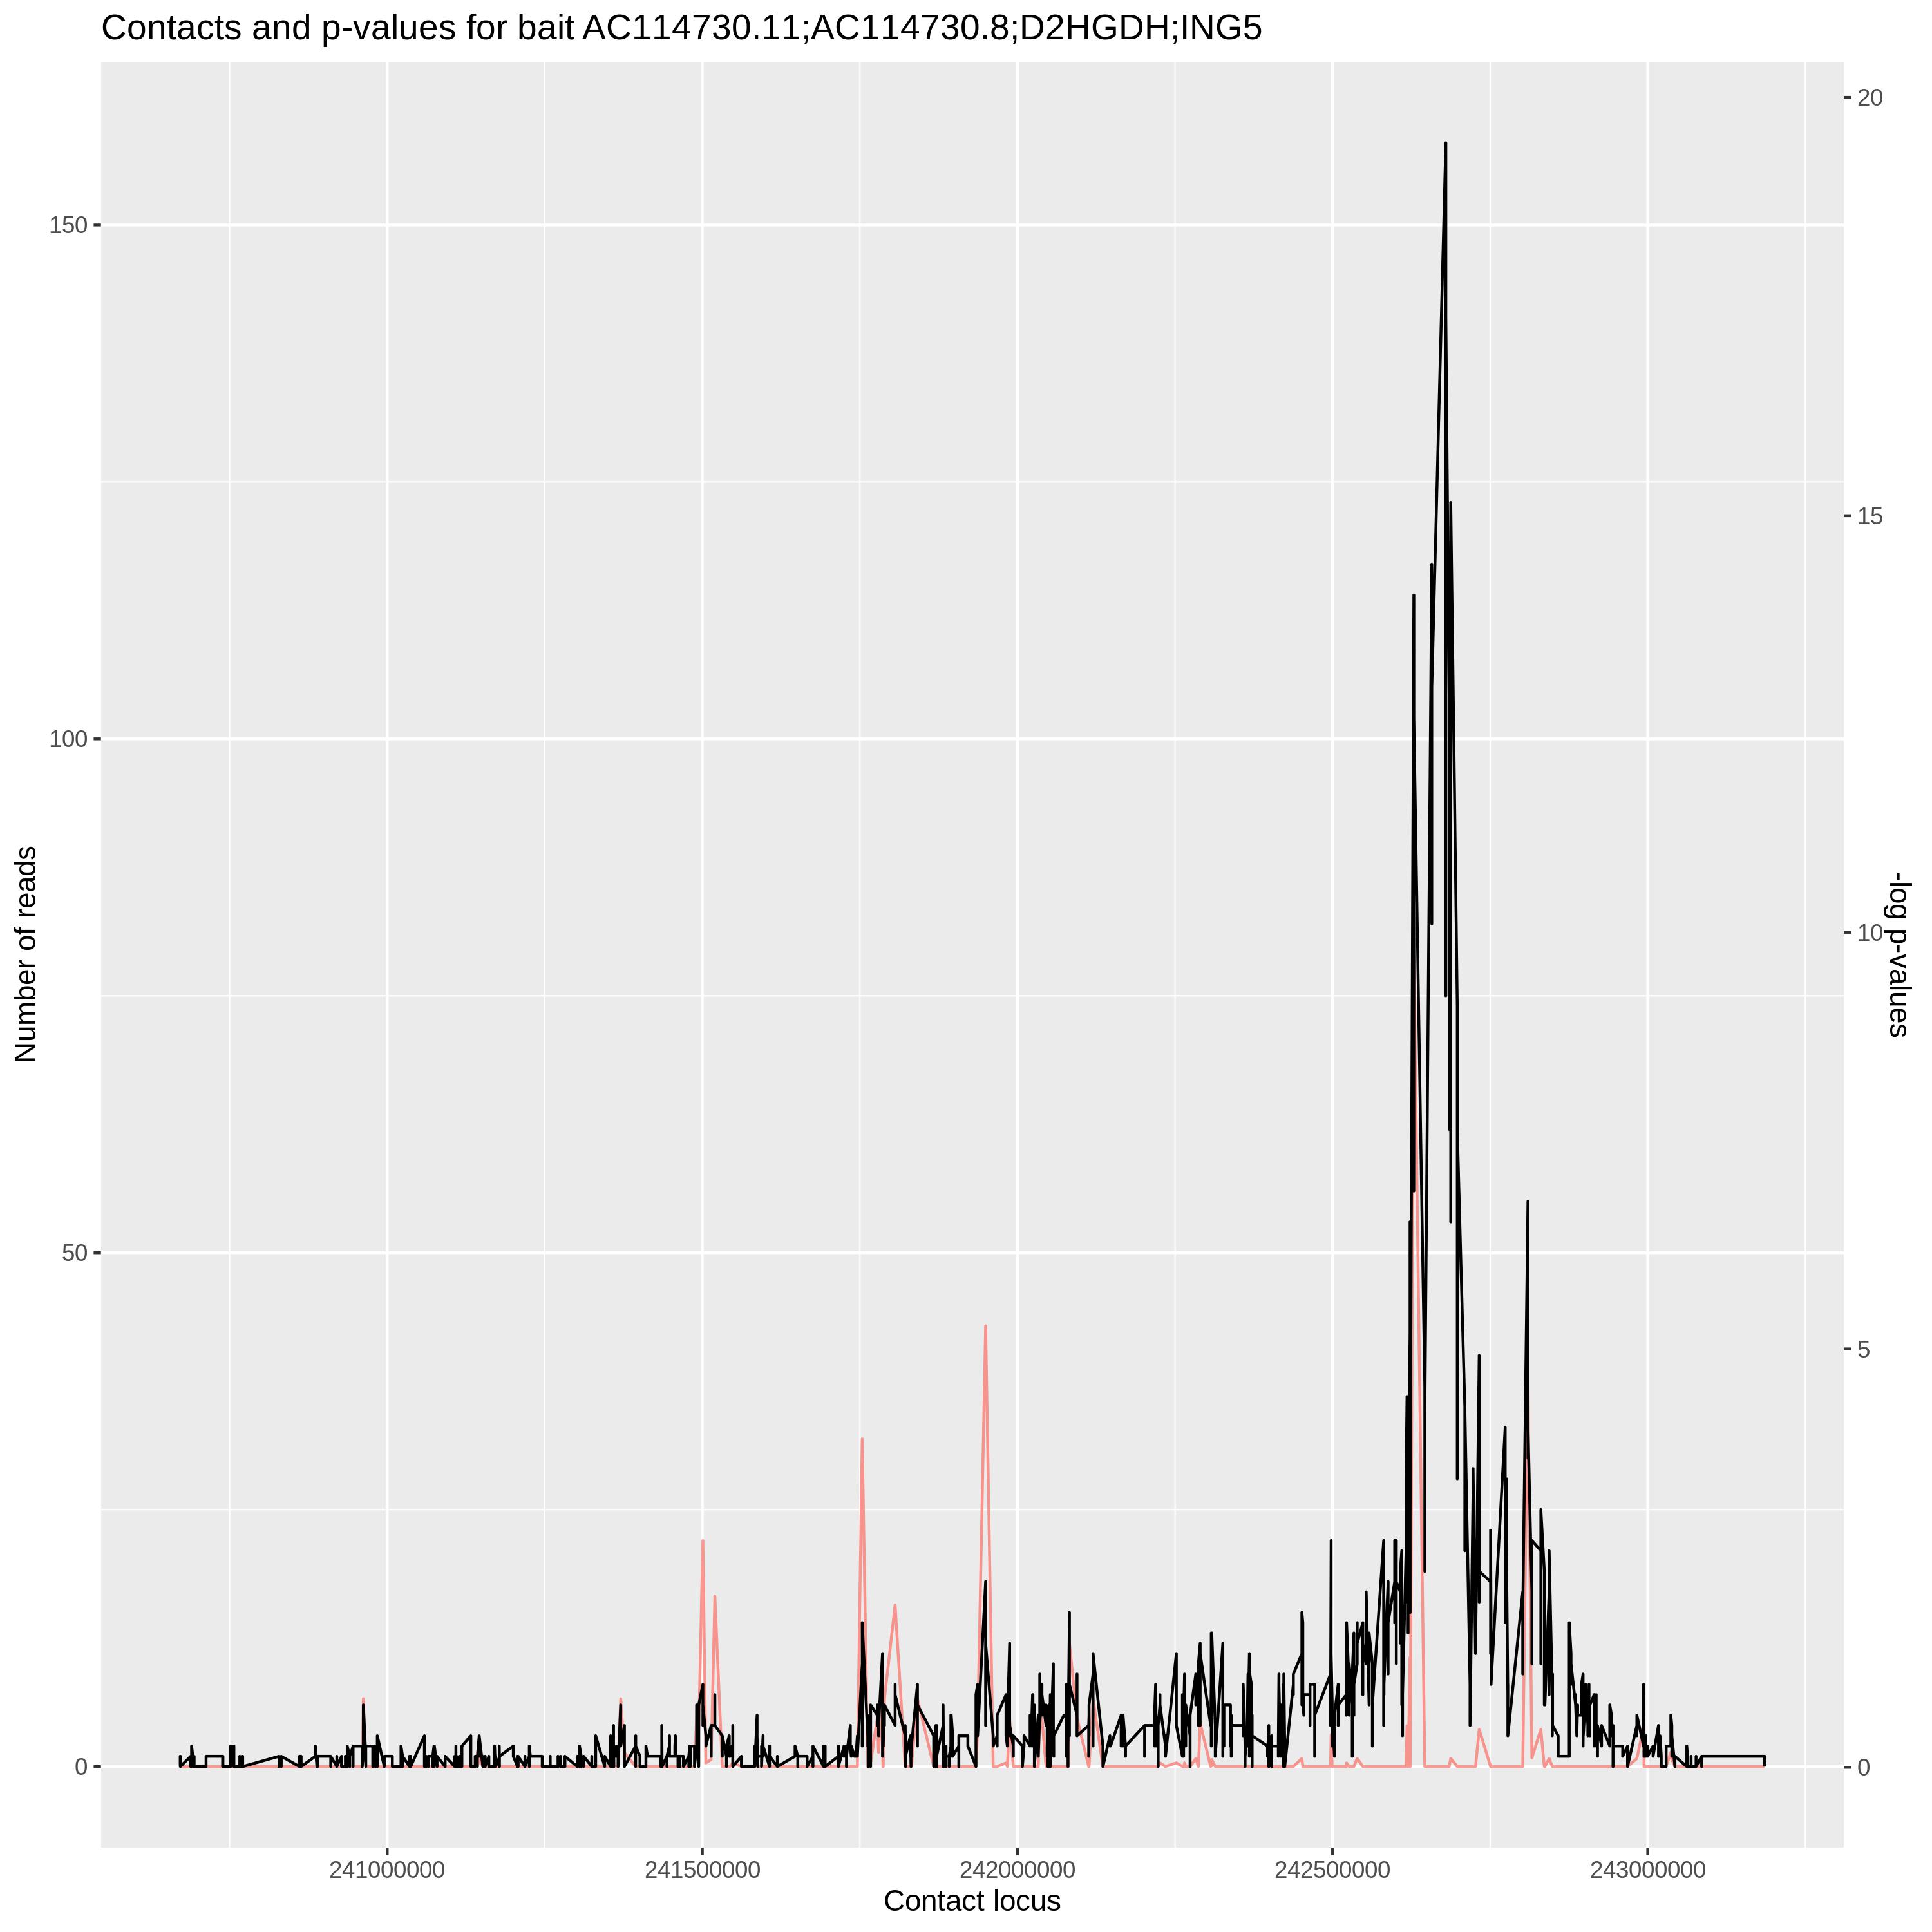 Contacts and p-values for bait AC114730.11;AC114730.8;D2HGDH;ING5
Number of reads
150
100
50
0
20
15
10
5
0
-log p-values
241000000 241500000 242000000 242500000 243000000
Contact locus